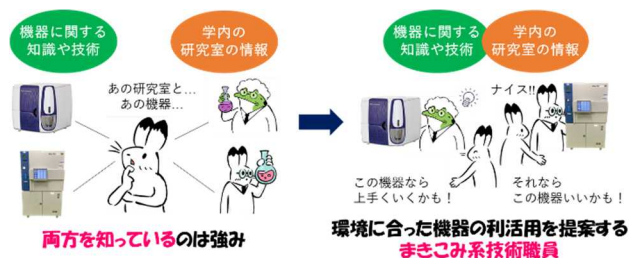 機器に関する
知識や技術
学内の
研究室の情報
あの研究室と…
あの機器…
両方を知っているのは強み
機器に関する
知識や技術
学内の
研究室の情報
ナイス!!
この機器なら
上手くいくかも！
それなら
この機器いいかも！
環境に合った機器の利活用を提案する
まきこみ系技術職員